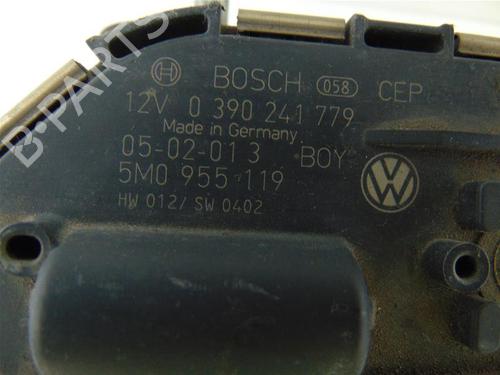 BOSCH 058 CEP
12V 0 390 241 779
Made in Germany
05-02-013 BOY
5M0 955 119
HW 012/ SW 0402
B-Parts